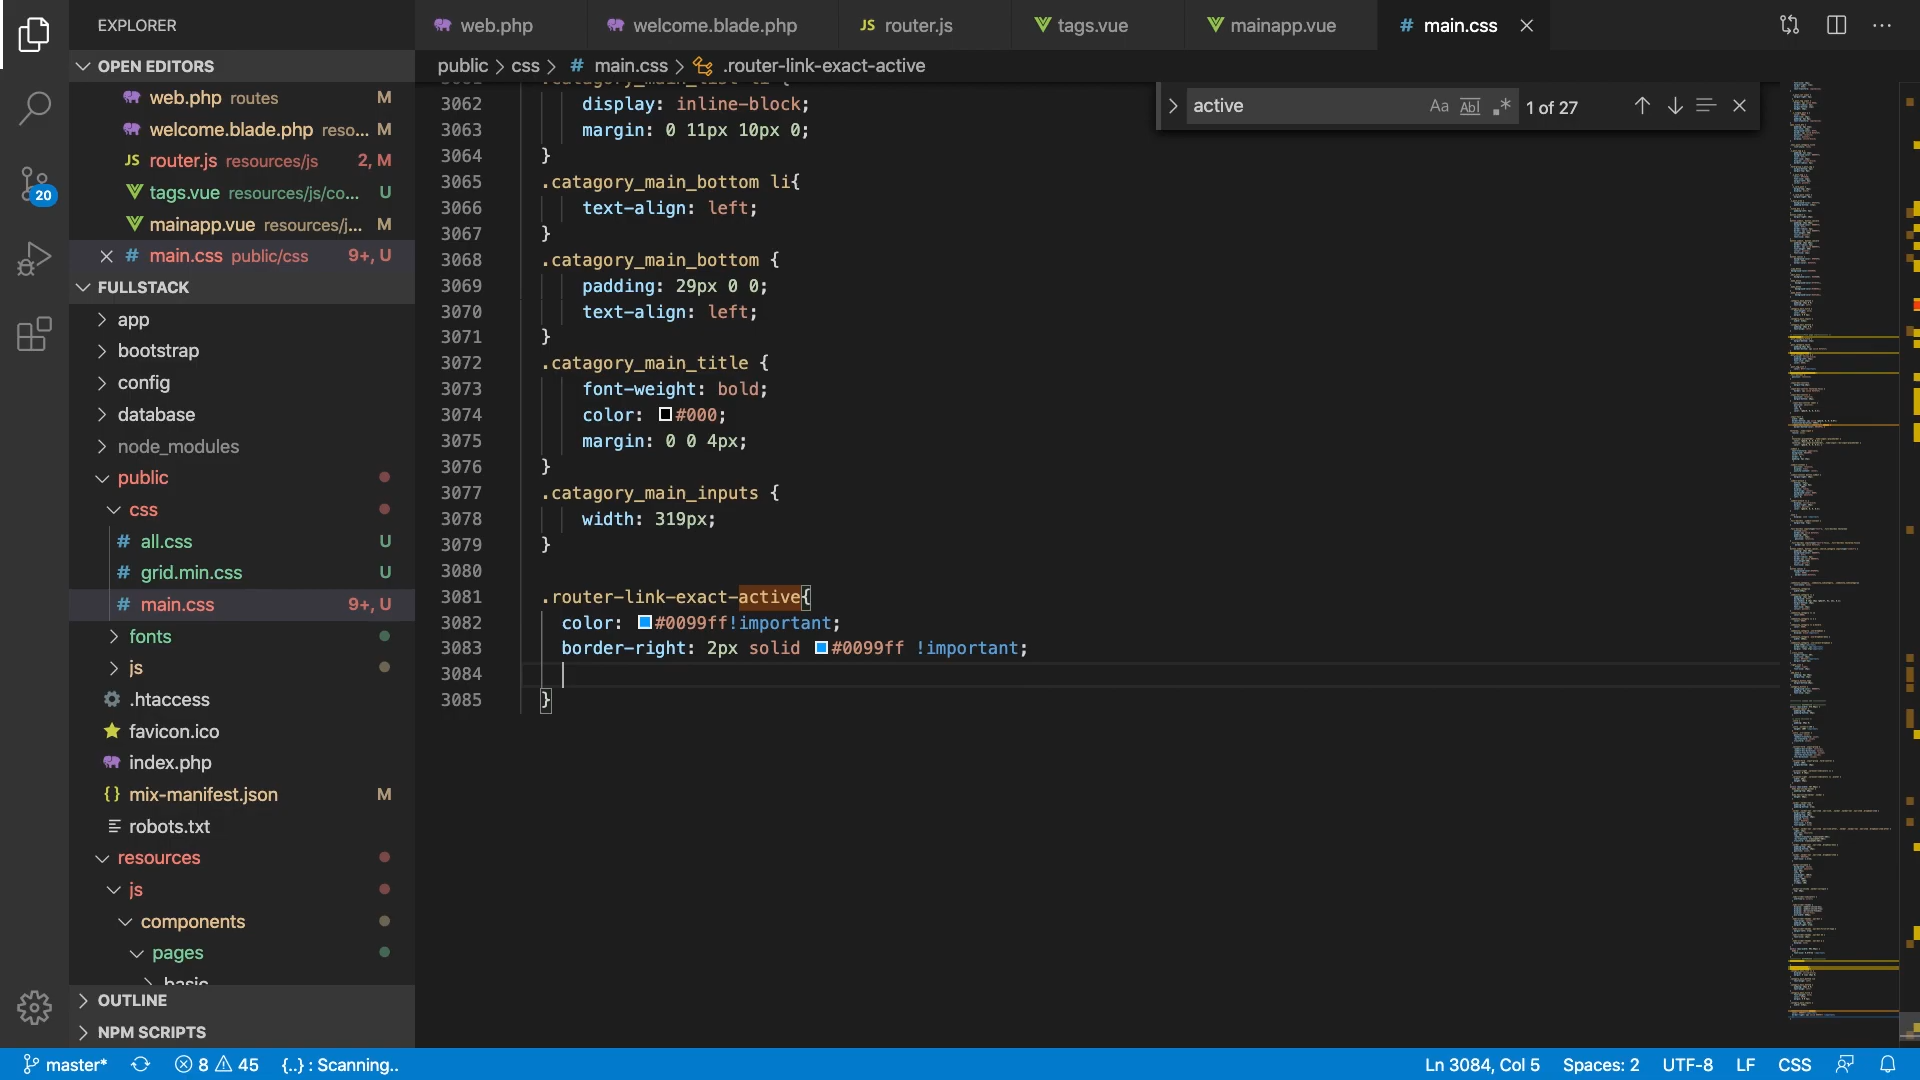 EXPLORER
web.php
welcome.blade.php
JS router.js
tags.vue
mainapp.vue
# main.css
OPEN EDITORS
web.php routes M
welcome.blade.php reso... M
JS router.js resources/js 2, M
tags.vue resources/js/co... U
mainapp.vue resources/j... M
# main.css public/css 9+, U
FULLSTACK
app
bootstrap
config
database
node_modules
public
css
# all.css U
# grid.min.css U
# main.css 9+, U
fonts
js
.htaccess
favicon.ico
index.php
{} mix-manifest.json M
robots.txt
resources
js
components
pages
basic
OUTLINE
NPM SCRIPTS
20
public > css > # main.css > .router-link-exact-active
active Aa Abl .* 1 of 27
3062 display: inline-block;
3063 margin: 0 11px 10px 0;
3064 }
3065 .catagory_main_bottom li{
3066 text-align: left;
3067 }
3068 .catagory_main_bottom {
3069 padding: 29px 0 0;
3070 text-align: left;
3071 }
3072 .catagory_main_title {
3073 font-weight: bold;
3074 color: #000;
3075 margin: 0 0 4px;
3076 }
3077 .catagory_main_inputs {
3078 width: 319px;
3079 }
3080
3081 .router-link-exact-active{
3082 color: #0099ff!important;
3083 border-right: 2px solid #0099ff !important;
3084
3085 }
master* 8 45 {..} : Scanning.. Ln 3084, Col 5 Spaces: 2 UTF-8 LF CSS